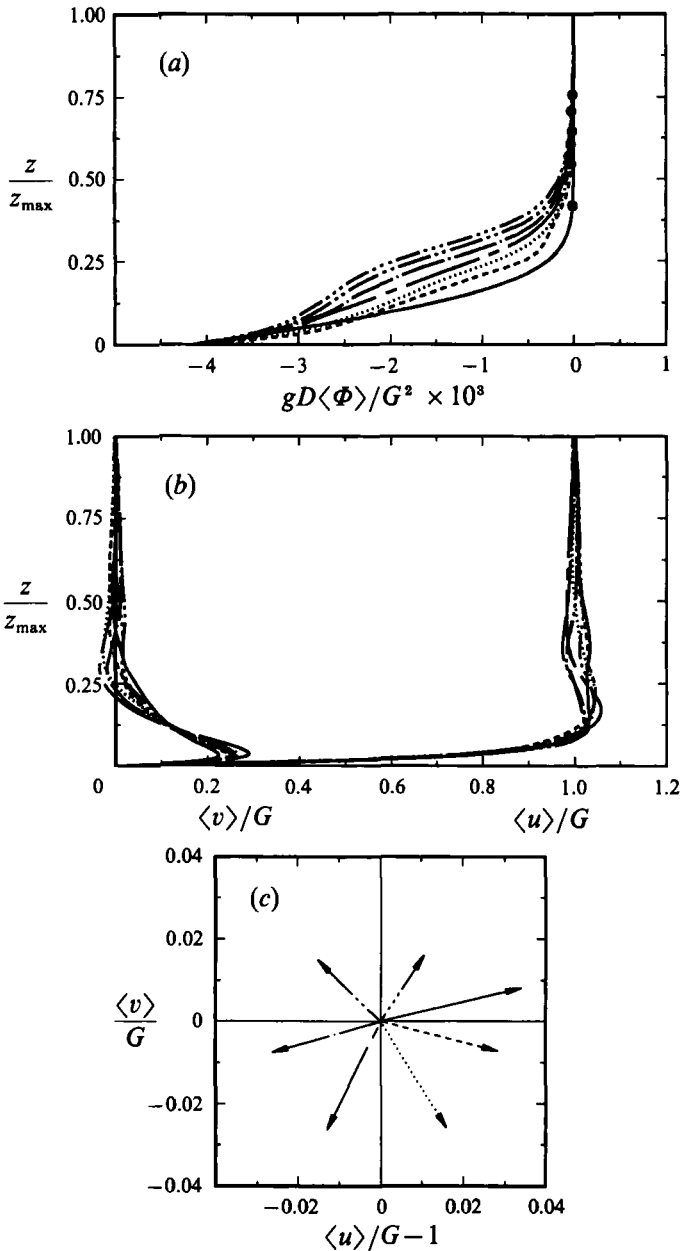 1.00
(a)
0.75
z
z_max
0.50
0.25
0
−4 −3 −2 −1 0 1
gD⟨Φ⟩/G² × 10³
1.00
(b)
0.75
z
z_max
0.50
0.25
0 0.2 0.4 0.6 0.8 1.0 1.2
⟨v⟩/G ⟨u⟩/G
0.04
(c)
0.02
⟨v⟩
G
0
−0.02
−0.04
−0.02 0 0.02 0.04
⟨u⟩/G − 1